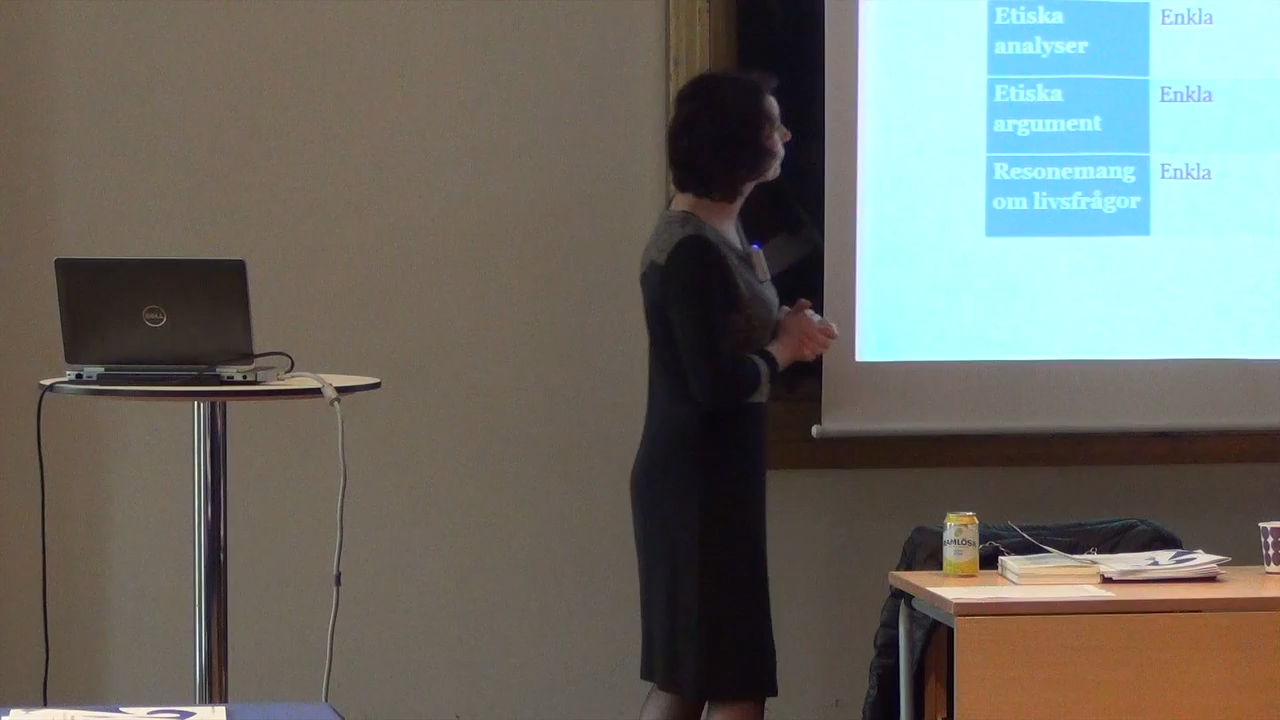 Etiska
analyser
Enkla
Etiska
argument
Enkla
Resonemang
om livsfrågor
Enkla
DELL
RAMLÖSA